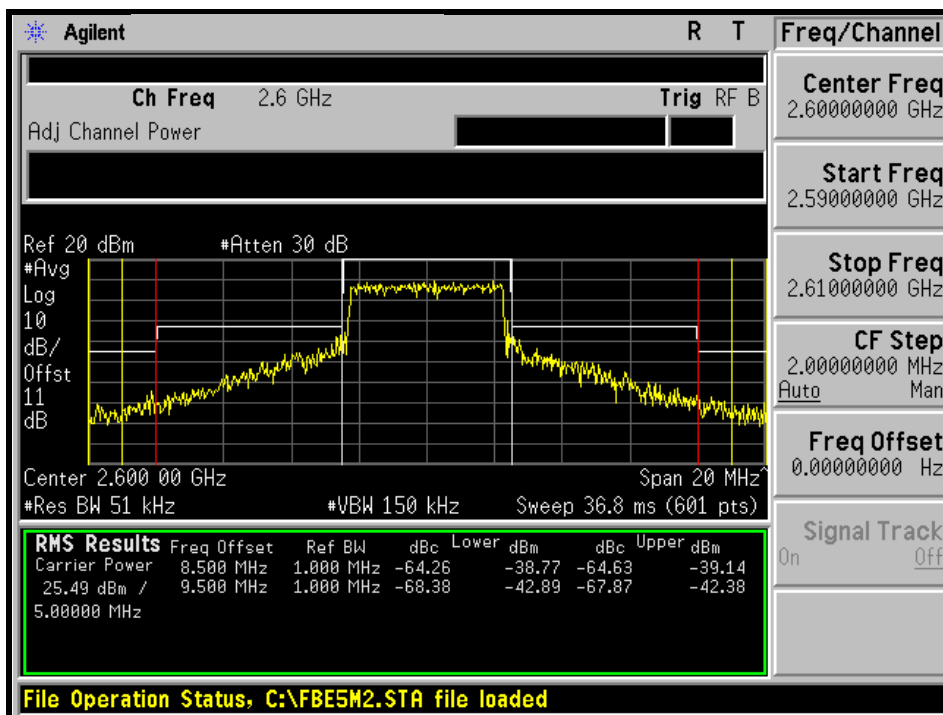 Agilent R T Freq/Channel
Ch Freq 2.6 GHz Trig RF B
Adj Channel Power
Center Freq
2.60000000 GHz
Start Freq
2.59000000 GHz
Stop Freq
2.61000000 GHz
CF Step
2.00000000 MHz
Auto Man
Freq Offset
0.00000000 Hz
Signal Track
On Off
Ref 20 dBm #Atten 30 dB
#Avg
Log
10
dB/
Offst
11
dB
Center 2.600 00 GHz Span 20 MHz^
#Res BW 51 kHz #VBW 150 kHz Sweep 36.8 ms (601 pts)
RMS Results Freq Offset Ref BW dBc Lower dBm dBc Upper dBm
Carrier Power 8.500 MHz 1.000 MHz -64.26 -38.77 -64.63 -39.14
25.49 dBm / 9.500 MHz 1.000 MHz -68.38 -42.89 -67.87 -42.38
5.00000 MHz
File Operation Status, C:\FBE5M2.STA file loaded